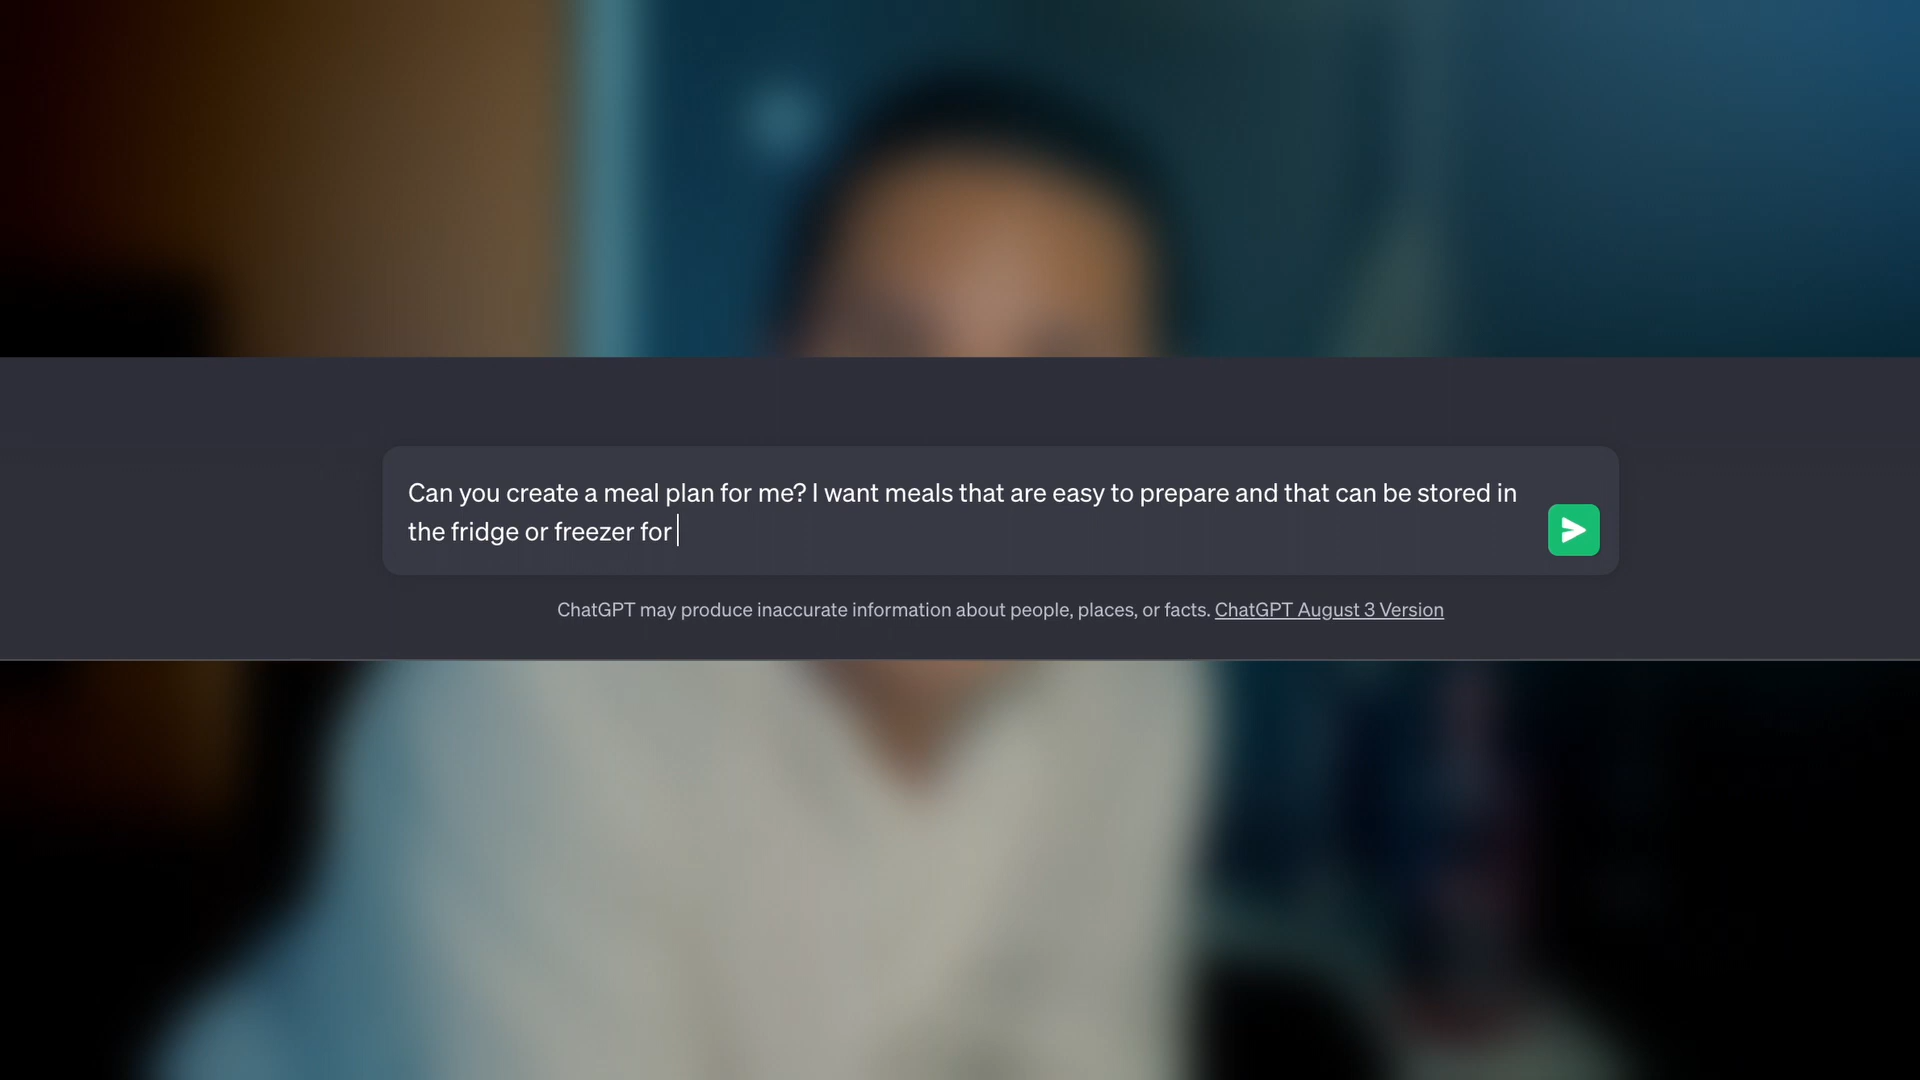 Can you create a meal plan for me? I want meals that are easy to prepare and that can be stored in
the fridge or freezer for
ChatGPT may produce inaccurate information about people, places, or facts. ChatGPT August 3 Version